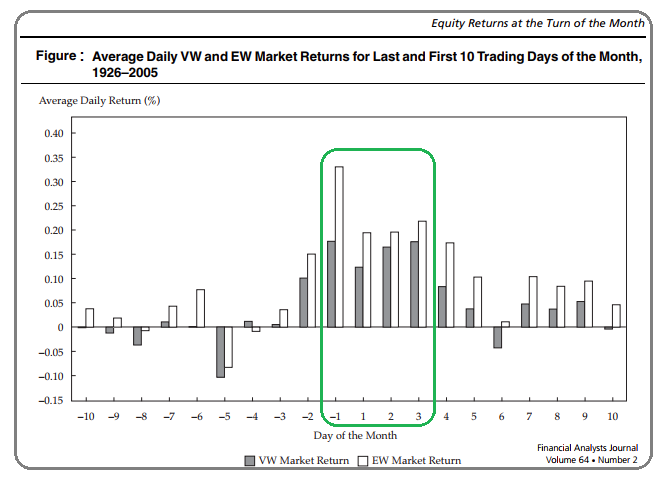 Equity Returns at the Turn of the Month
Figure : Average Daily VW and EW Market Returns for Last and First 10 Trading Days of the Month,
1926–2005
Average Daily Return (%)
0.40
0.35
0.30
0.25
0.20
0.15
0.10
0.05
0
−0.05
−0.10
−0.15
−10 −9 −8 −7 −6 −5 −4 −3 −2 −1 1 2 3 4 5 6 7 8 9 10
Day of the Month
Financial Analysts Journal
Volume 64 • Number 2
VW Market Return EW Market Return